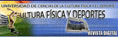 UNIVERSIDAD DE CIENCIAS DE LA CULTURA FÍSICA Y EL DEPORTE
CULTURA FÍSICA Y DEPORTES
REVISTA DIGITAL